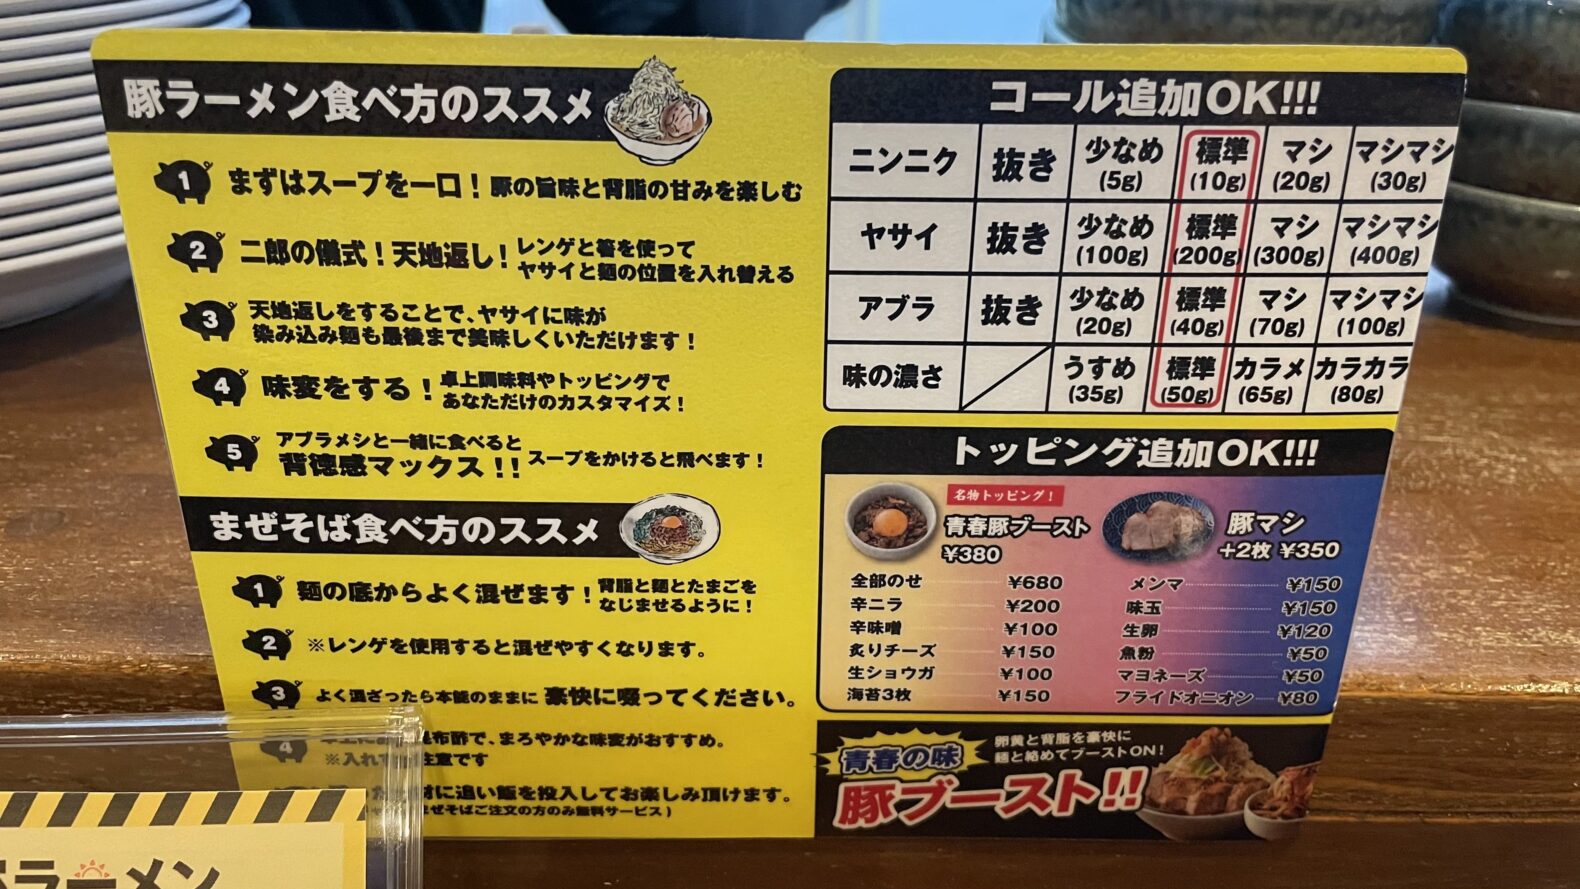 豚ラーメン食べ方のススメ
1 まずはスープを一口！豚の旨味と背脂の甘みを楽しむ
2 二郎の儀式！天地返し！レンゲと箸を使って
ヤサイと麺の位置を入れ替える
3 天地返しをすることで、ヤサイに味が
染み込み麺も最後まで美味しくいただけます！
4 味変をする！卓上調味料やトッピングで
あなただけのカスタマイズ！
5 アブラメシと一緒に食べると
背徳感マックス！！スープをかけると飛べます！
まぜそば食べ方のススメ
1 麺の底からよく混ぜます！背脂と麺とたまごを
なじませるように！
2 ※レンゲを使用すると混ぜやすくなります。
3 よく混ざったら本能のままに 豪快に啜ってください。
4 布酢で、まろやかな味変がおすすめ。
※入れ 注意です
材に追い飯を投入してお楽しみ頂けます。
まぜそばご注文の方のみ無料サービス)
コール追加OK!!!
ニンニク 抜き 少なめ(5g) 標準(10g) マシ(20g) マシマシ(30g)
ヤサイ 抜き 少なめ(100g) 標準(200g) マシ(300g) マシマシ(400g)
アブラ 抜き 少なめ(20g) 標準(40g) マシ(70g) マシマシ(100g)
味の濃さ うすめ(35g) 標準(50g) カラメ(65g) カラカラ(80g)
トッピング追加OK!!!
名物トッピング！
青春豚ブースト
¥380
豚マシ
+2枚 ¥350
全部のせ ¥680
辛ニラ ¥200
辛味噌 ¥100
炙りチーズ ¥150
生ショウガ ¥100
海苔3枚 ¥150
メンマ ¥150
味玉 ¥150
生卵 ¥120
魚粉 ¥50
マヨネーズ ¥50
フライドオニオン ¥80
青春の味
卵黄と背脂を豪快に
麺と絡めてブーストON！
豚ブースト!!
ラーメン